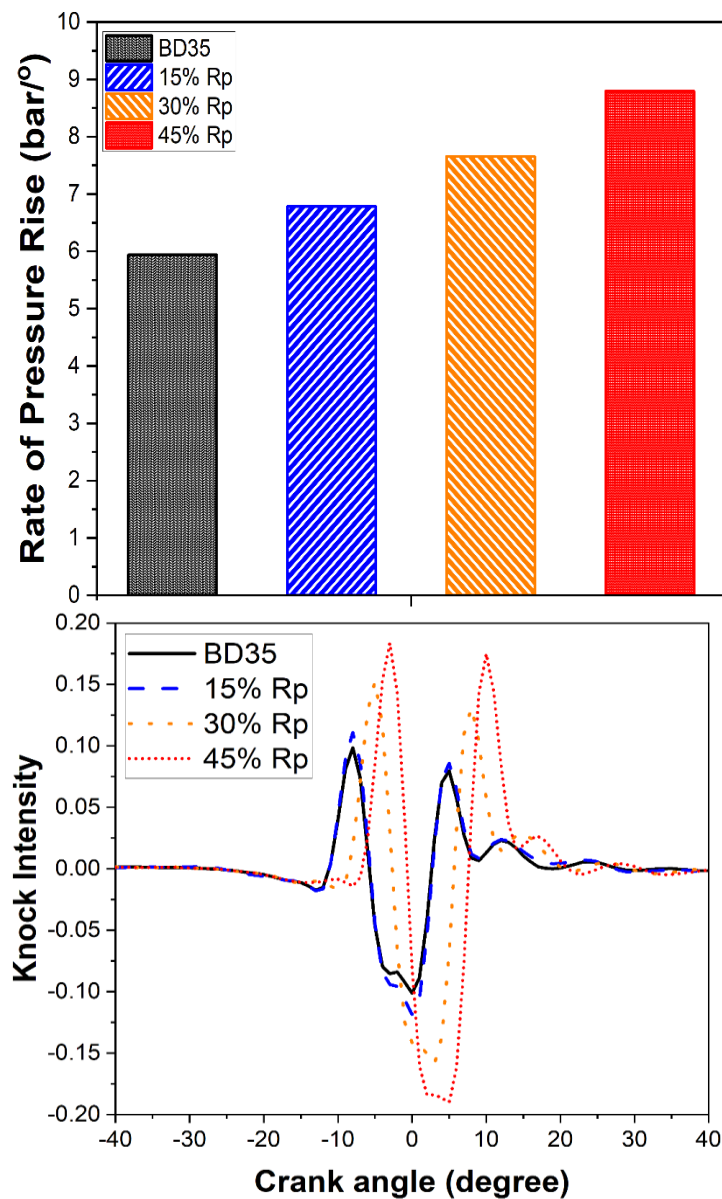 Rate of Pressure Rise (bar/°)
10
9
8
7
6
5
4
3
2
1
0
BD35
15% Rp
30% Rp
45% Rp
Knock Intensity
0.20
0.15
0.10
0.05
0.00
-0.05
-0.10
-0.15
-0.20
BD35
15% Rp
30% Rp
45% Rp
-40 -30 -20 -10 0 10 20 30 40
Crank angle (degree)